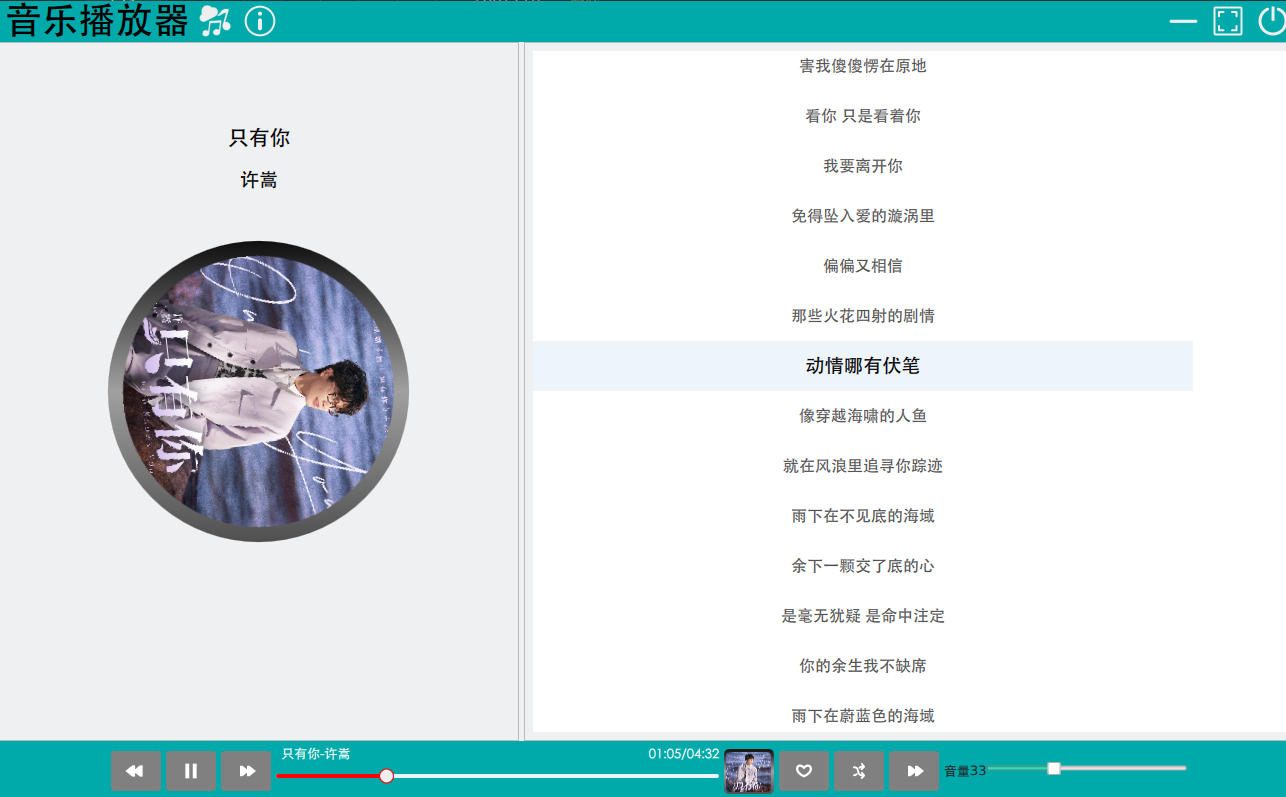 音乐播放器
只有你
许嵩
只有你
害我傻傻愣在原地
看你 只是看着你
我要离开你
免得坠入爱的漩涡里
偏偏又相信
那些火花四射的剧情
动情哪有伏笔
像穿越海啸的人鱼
就在风浪里追寻你踪迹
雨下在不见底的海域
余下一颗交了底的心
是毫无犹疑 是命中注定
你的余生我不缺席
雨下在蔚蓝色的海域
只有你-许嵩
01:05/04:32
音量33